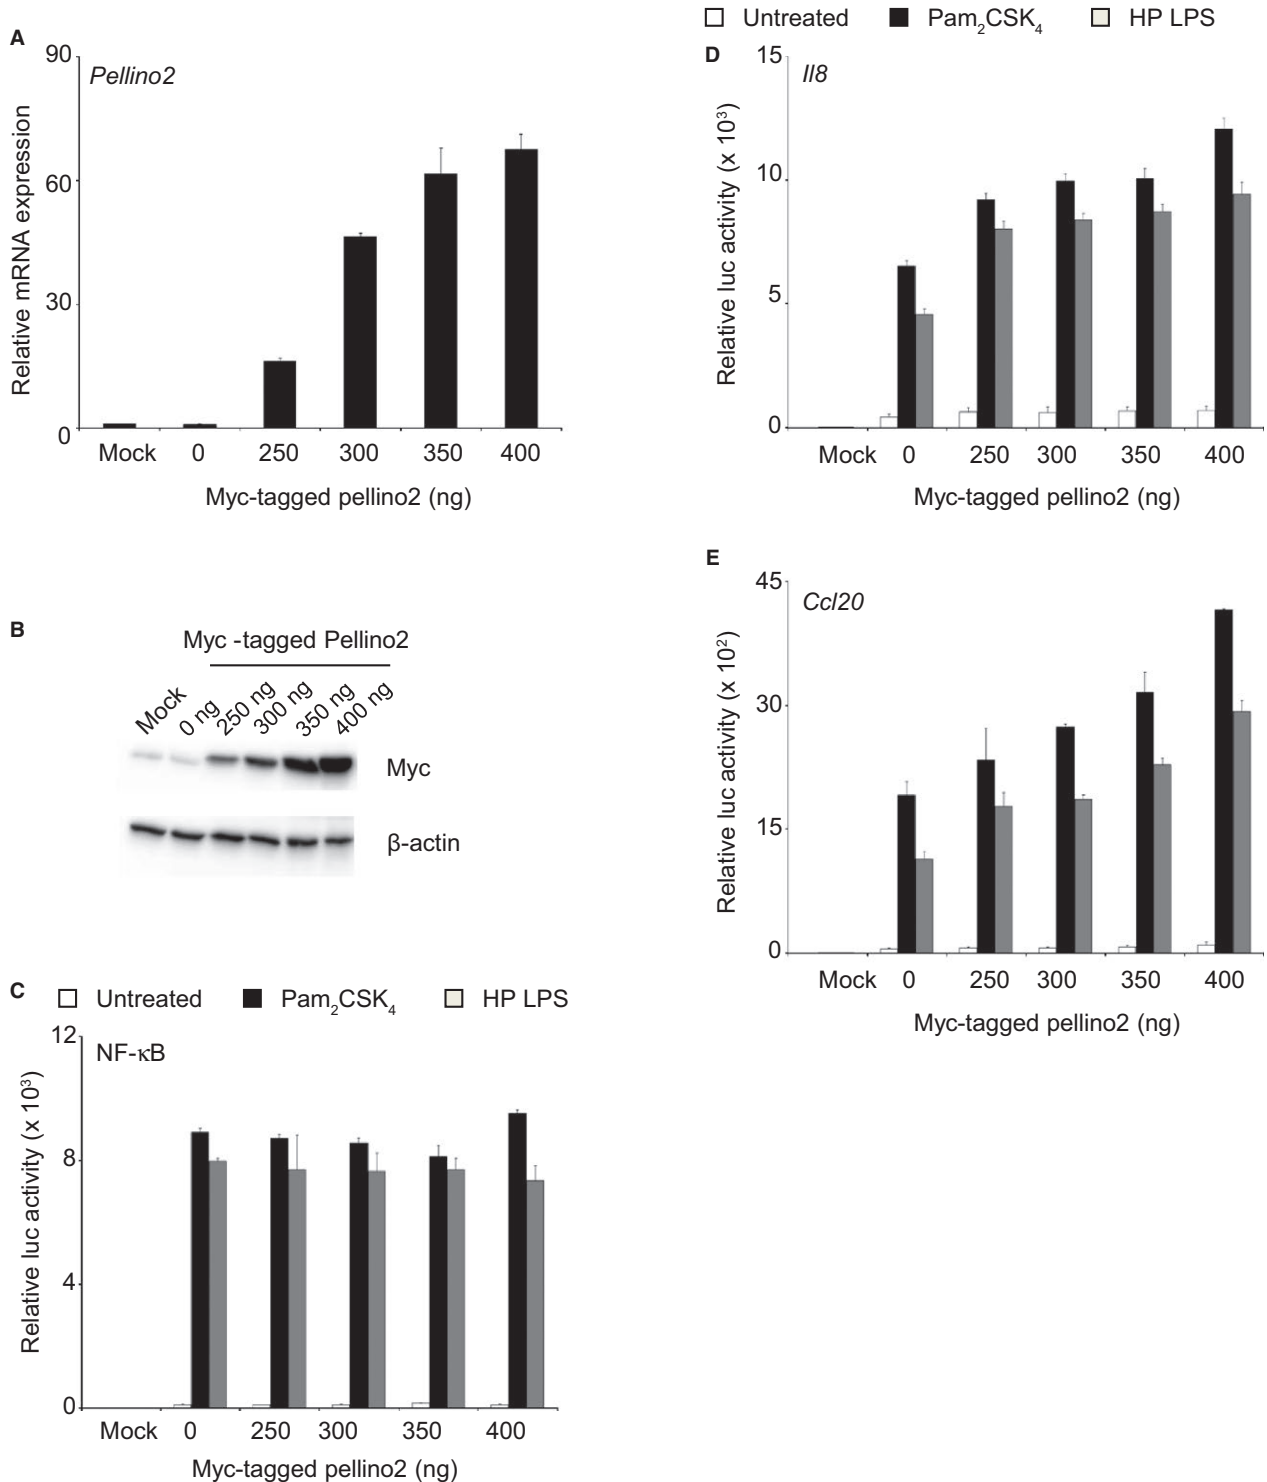 A
90
60
30
0
Relative mRNA expression
Pellino2
Mock 0 250 300 350 400
Myc-tagged pellino2 (ng)
B
Myc -tagged Pellino2
Mock 0 ng 250 ng 300 ng 350 ng 400 ng
Myc
β-actin
C
Untreated Pam₂CSK₄ HP LPS
12
8
4
0
Relative luc activity (x 10³)
NF-κB
Mock 0 250 300 350 400
Myc-tagged pellino2 (ng)
Untreated Pam₂CSK₄ HP LPS
D
15
10
5
0
Relative luc activity (x 10³)
Il8
Mock 0 250 300 350 400
Myc-tagged pellino2 (ng)
E
45
30
15
0
Relative luc activity (x 10²)
Ccl20
Mock 0 250 300 350 400
Myc-tagged pellino2 (ng)